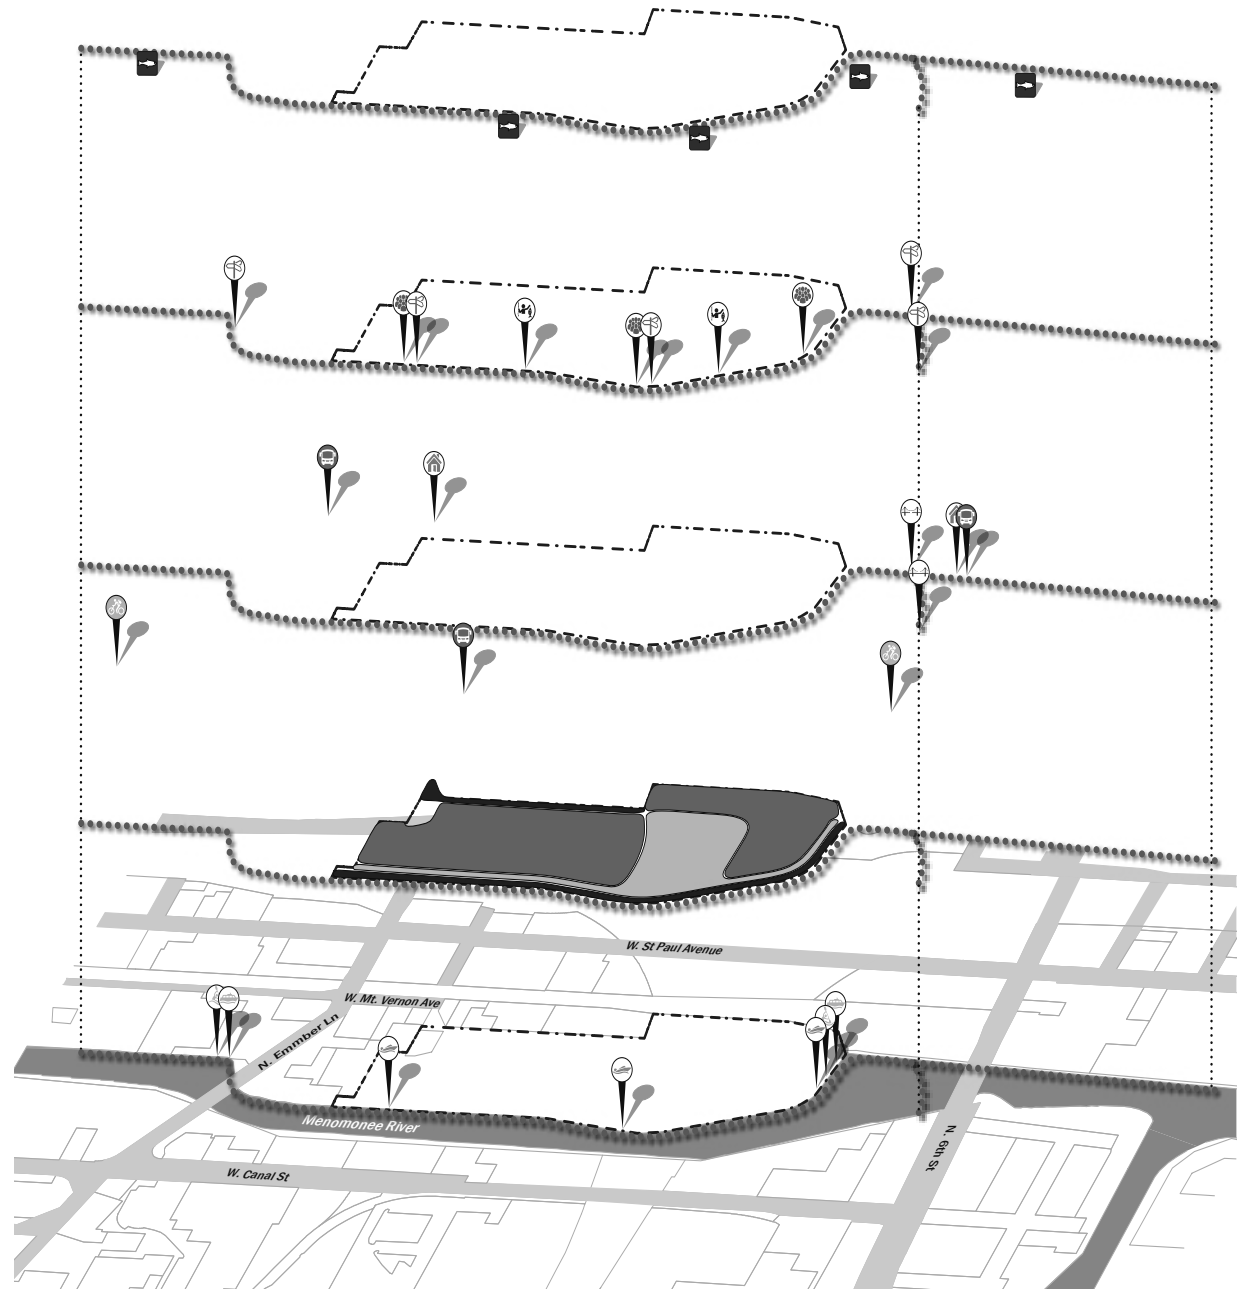 W. St Paul Avenue
W. Mt. Vernon Ave
N. Emmber Ln
Menomonee River
N. 6th St
W. Canal St